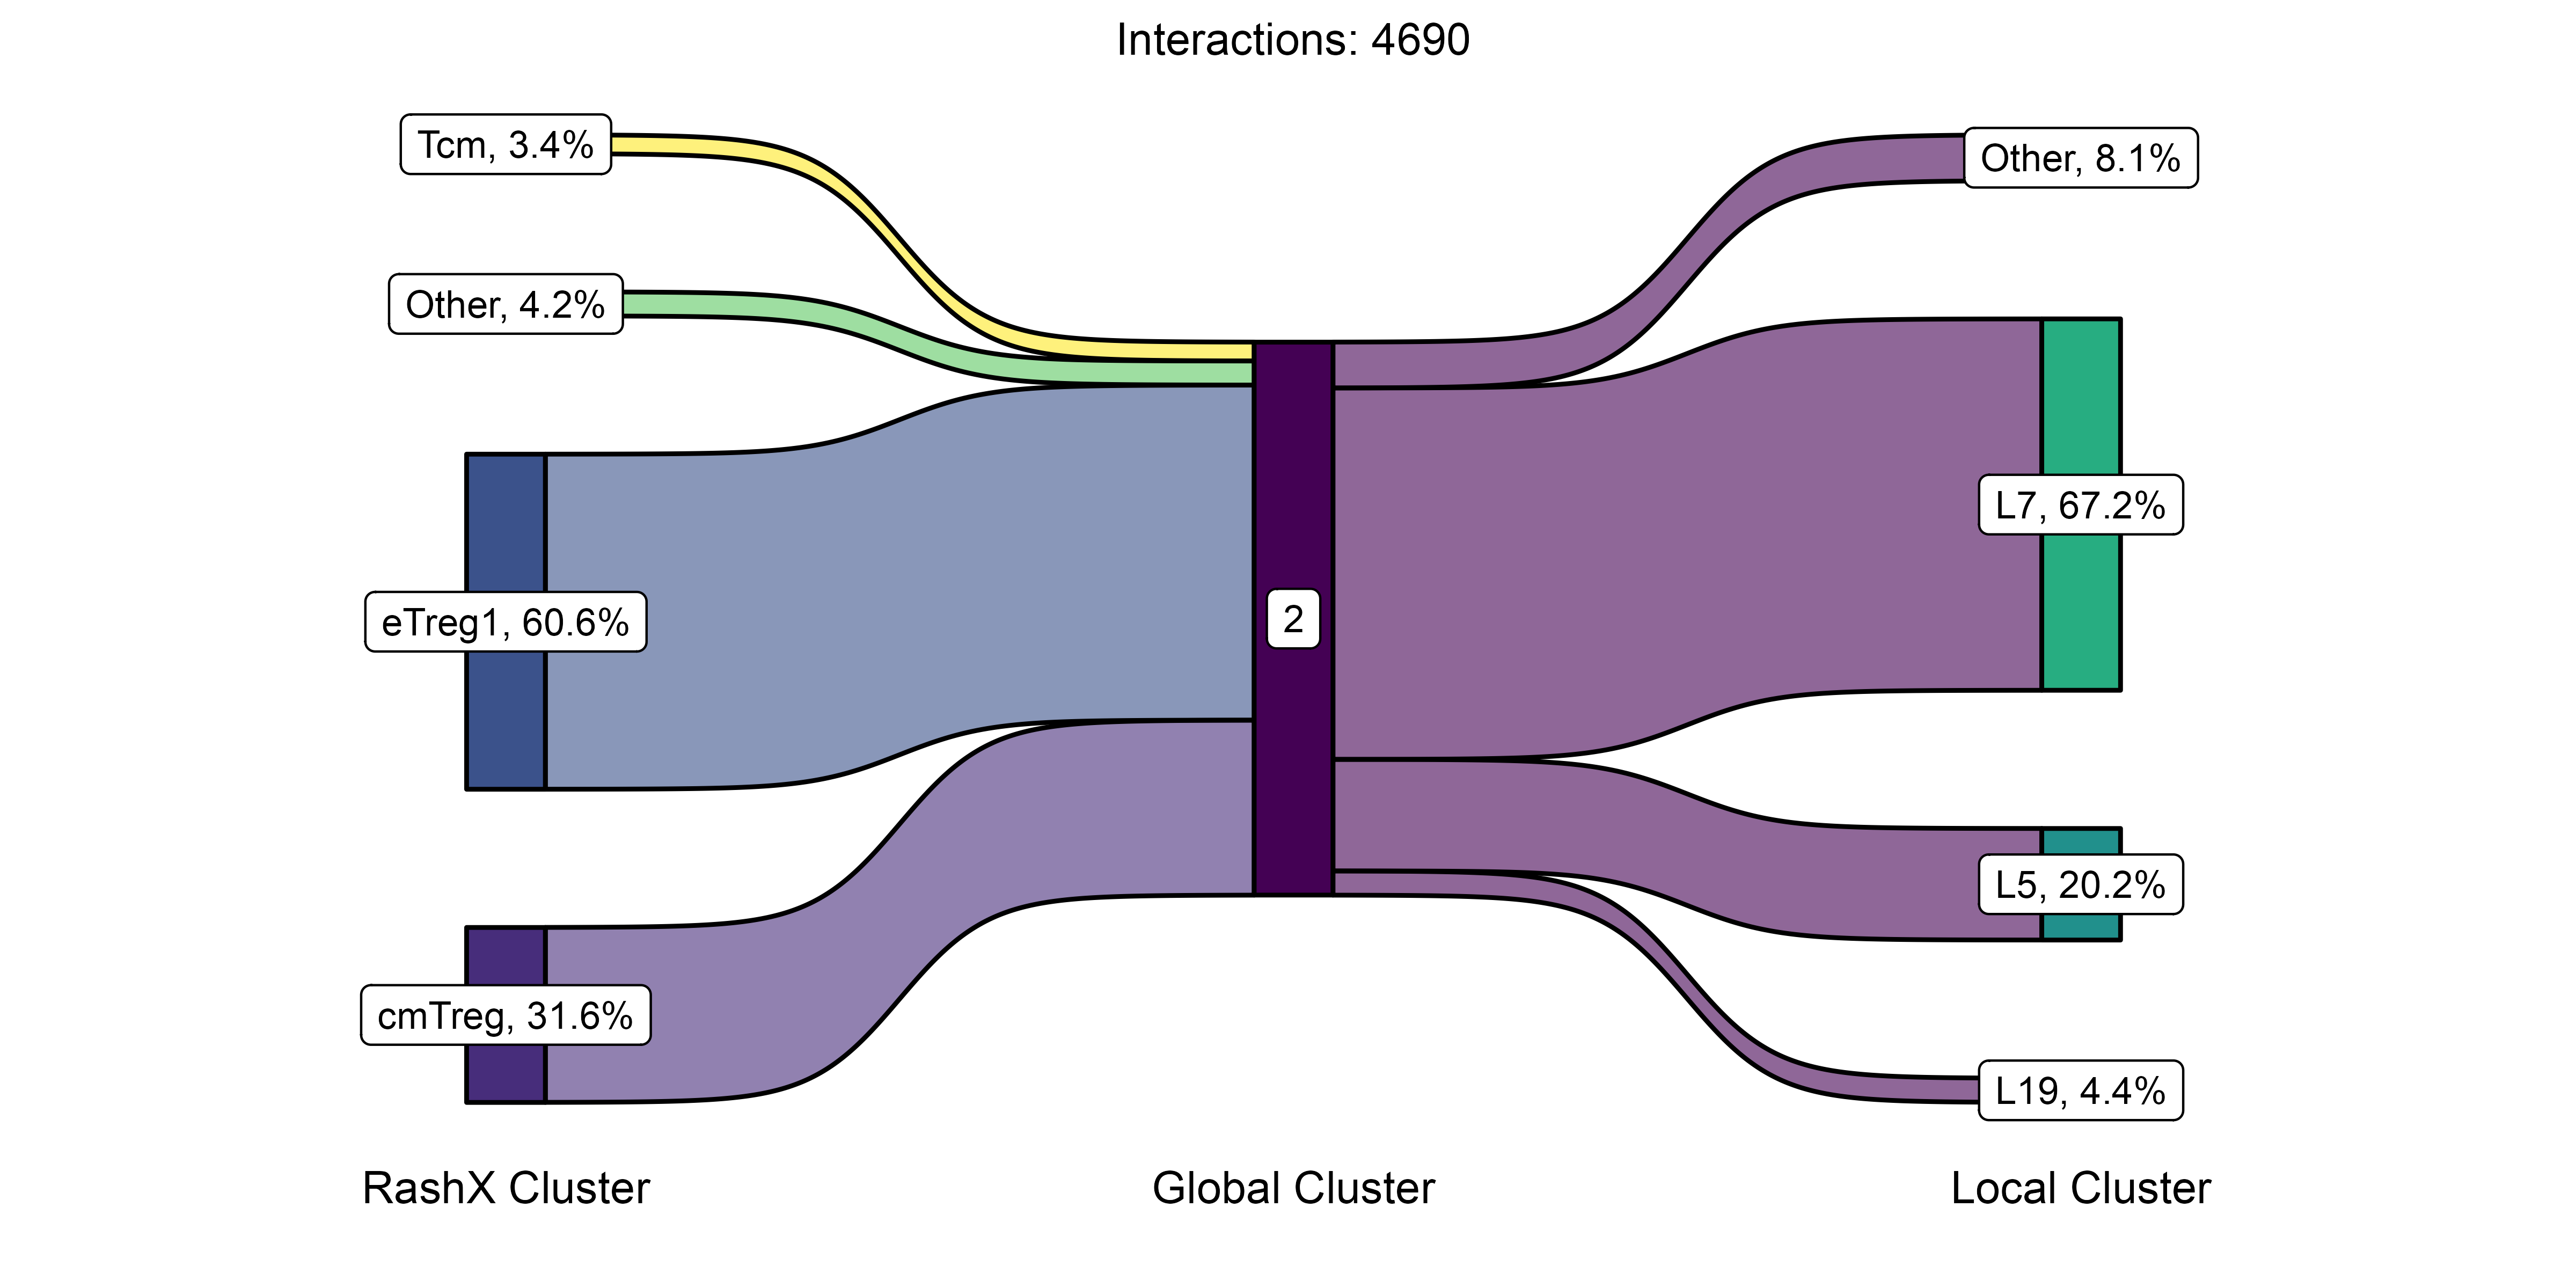 Interactions: 4690
Tcm, 3.4%
Other, 4.2%
eTreg1, 60.6%
cmTreg, 31.6%
2
Other, 8.1%
L7, 67.2%
L5, 20.2%
L19, 4.4%
RashX Cluster
Global Cluster
Local Cluster